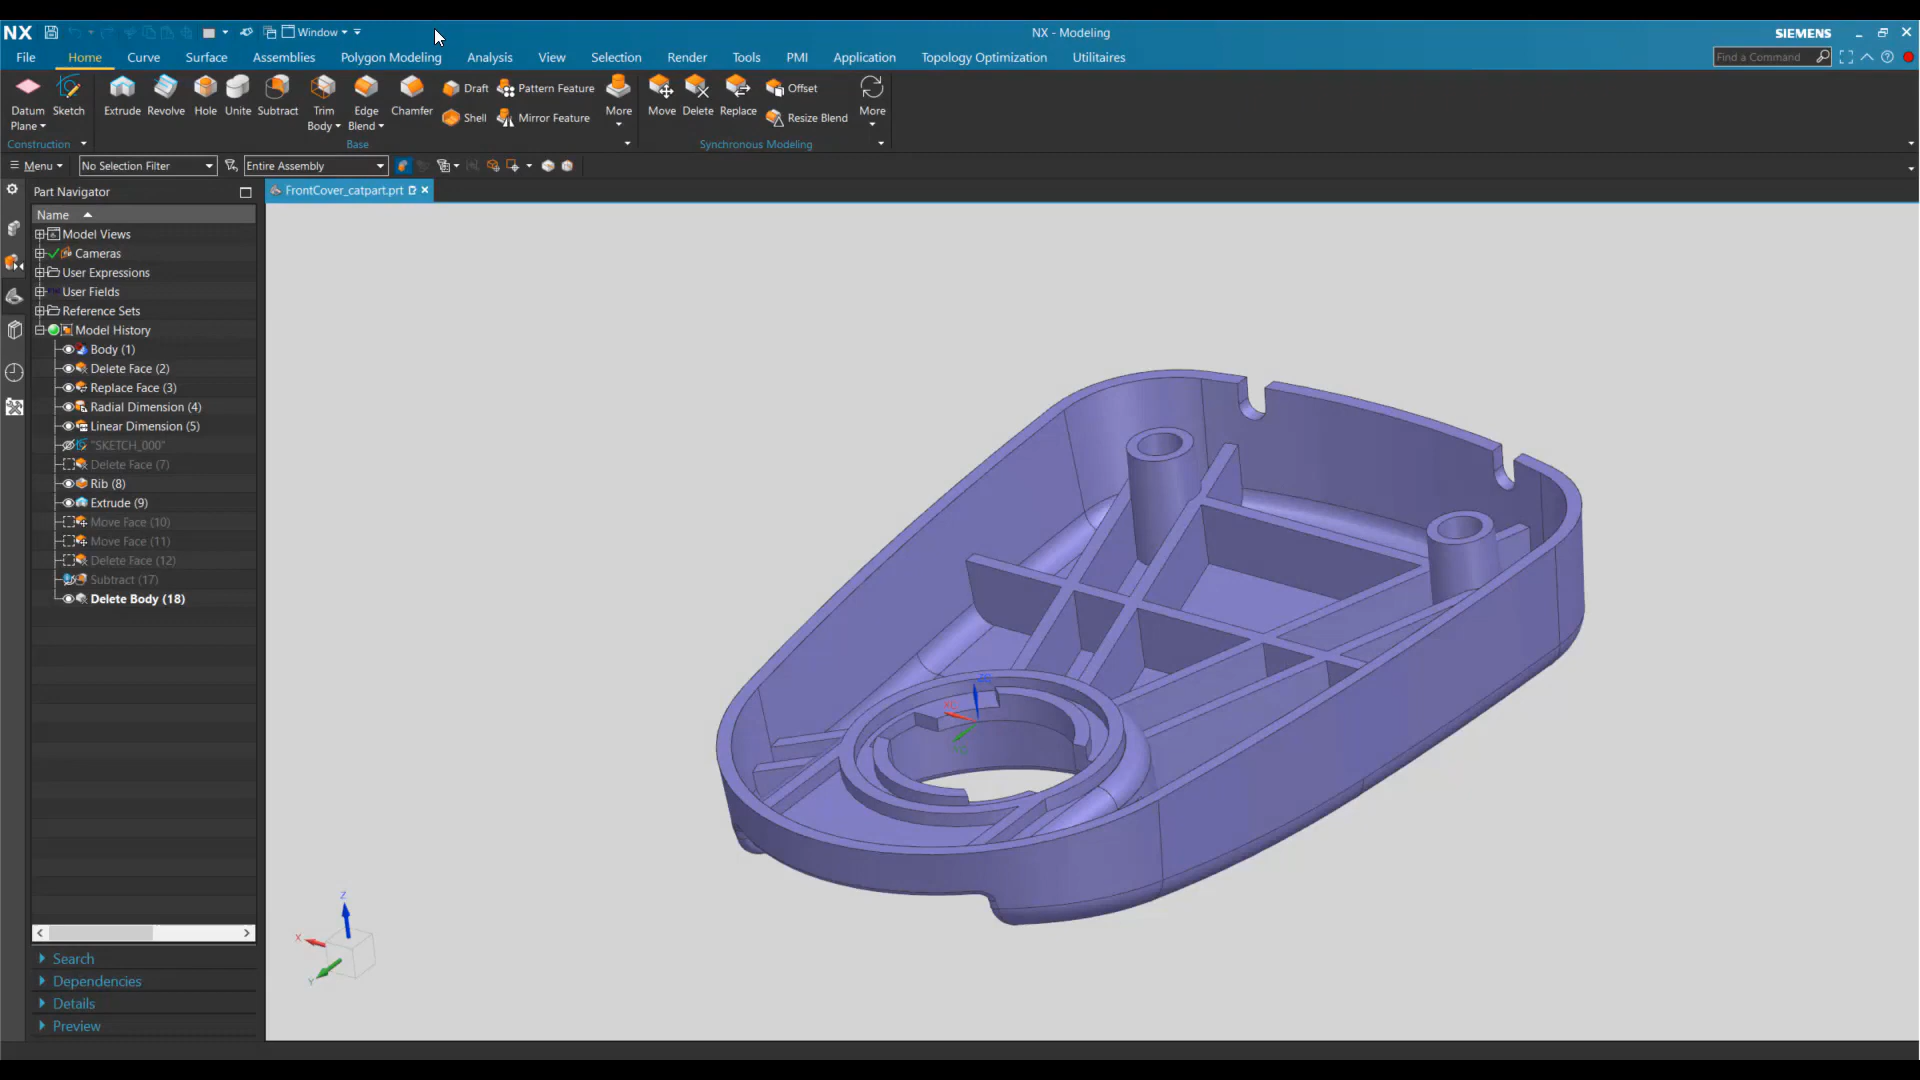 NX Window NX - Modeling SIEMENS
File Home Curve Surface Assemblies Polygon Modeling Analysis View Selection Render Tools PMI Application Topology Optimization Utilitaires Find a Command
Datum Plane Sketch Extrude Revolve Hole Unite Subtract Trim Body Edge Blend Chamfer Draft Shell Pattern Feature Mirror Feature More Move Delete Replace Offset Resize Blend More
Construction Base Synchronous Modeling
Menu No Selection Filter Entire Assembly
Part Navigator FrontCover_catpart.prt
Name
Model Views
Cameras
User Expressions
User Fields
Reference Sets
Model History
Body (1)
Delete Face (2)
Replace Face (3)
Radial Dimension (4)
Linear Dimension (5)
"SKETCH_000"
Delete Face (7)
Rib (8)
Extrude (9)
Move Face (10)
Move Face (11)
Delete Face (12)
Subtract (17)
Delete Body (18)
Search
Dependencies
Details
Preview
Z
X
Y